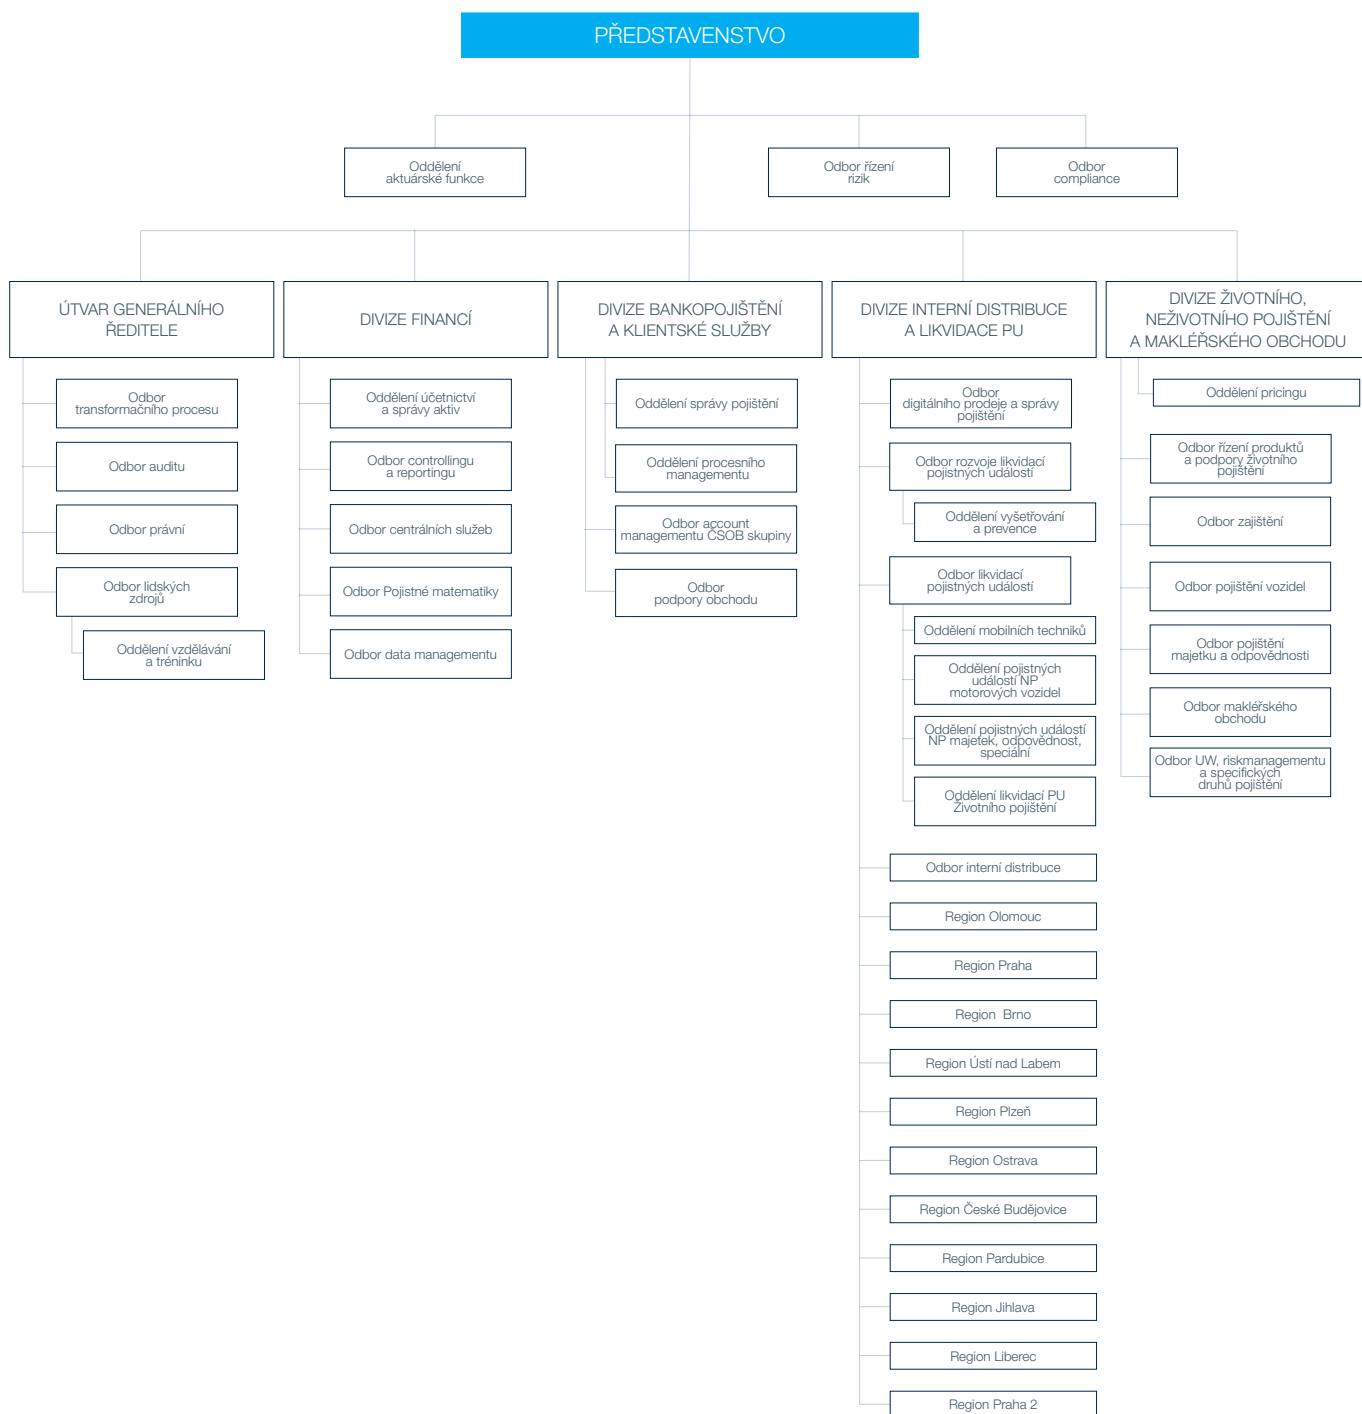 PŘEDSTAVENSTVO
Oddělení
aktuárské funkce
Odbor řízení
rizik
Odbor
compliance
ÚTVAR GENERÁLNÍHO
ŘEDITELE
DIVIZE FINANCÍ
DIVIZE BANKOPOJIŠTĚNÍ
A KLIENTSKÉ SLUŽBY
DIVIZE INTERNÍ DISTRIBUCE
A LIKVIDACE PU
DIVIZE ŽIVOTNÍHO,
NEŽIVOTNÍHO POJIŠTĚNÍ
A MAKLÉŘSKÉHO OBCHODU
Odbor
transformačního procesu
Odbor auditu
Odbor právní
Odbor lidských
zdrojů
Oddělení vzdělávání
a tréninku
Oddělení účetnictví
a správy aktiv
Odbor controllingu
a reportingu
Odbor centrálních služeb
Odbor Pojistné matematiky
Odbor data managementu
Oddělení správy pojištění
Oddělení procesního
managementu
Odbor account
managementu ČSOB skupiny
Odbor
podpory obchodu
Odbor
digitálního prodeje a správy
pojištění
Odbor rozvoje likvidací
pojistných událostí
Oddělení vyšetřování
a prevence
Odbor likvidací
pojistných událostí
Oddělení mobilních techniků
Oddělení pojistných
událostí NP
motorových vozidel
Oddělení pojistných událostí
NP majetek, odpovědnost,
speciální
Oddělení likvidací PU
Životního pojištění
Odbor interní distribuce
Region Olomouc
Region Praha
Region Brno
Region Ústí nad Labem
Region Plzeň
Region Ostrava
Region České Budějovice
Region Pardubice
Region Jihlava
Region Liberec
Region Praha 2
Oddělení pricingu
Odbor řízení produktů
a podpory životního
pojištění
Odbor zajištění
Odbor pojištění vozidel
Odbor pojištění
majetku a odpovědnosti
Odbor makléřského
obchodu
Odbor UW, riskmanagementu
a specifických
druhů pojištění